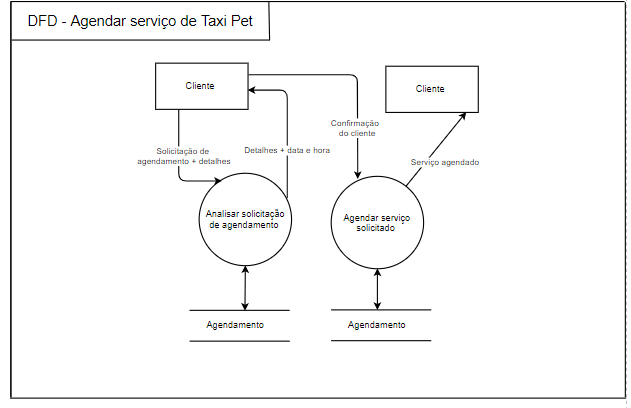 DFD - Agendar serviço de Taxi Pet
Cliente
Cliente
Confirmação
do cliente
Solicitação de
agendamento + detalhes
Detalhes + data e hora
Serviço agendado
Analisar solicitação
de agendamento
Agendar serviço
solicitado
Agendamento
Agendamento